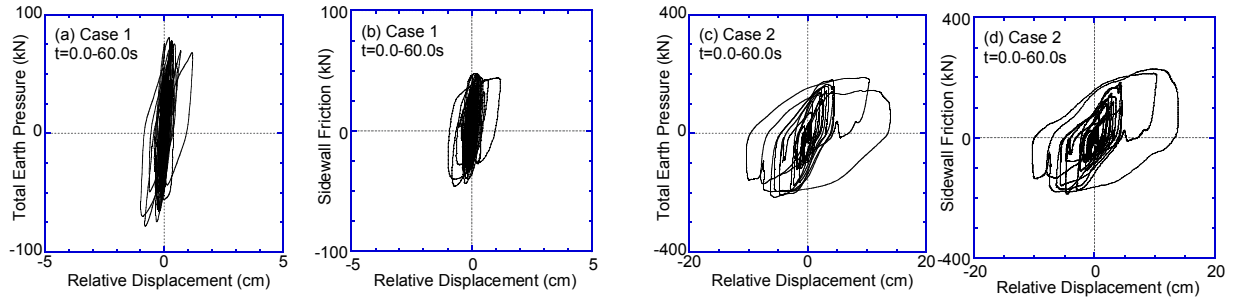 100
Total Earth Pressure (kN)
0
-100
(a) Case 1
t=0.0-60.0s
-5
0
5
Relative Displacement (cm)
100
Sidewall Friction (kN)
0
-100
(b) Case 1
t=0.0-60.0s
-5
0
5
Relative Displacement (cm)
400
Total Earth Pressure (kN)
0
-400
(c) Case 2
t=0.0-60.0s
-20
0
20
Relative Displacement (cm)
400
Sidewall Friction (kN)
0
-400
(d) Case 2
t=0.0-60.0s
-20
0
20
Relative Displacement (cm)